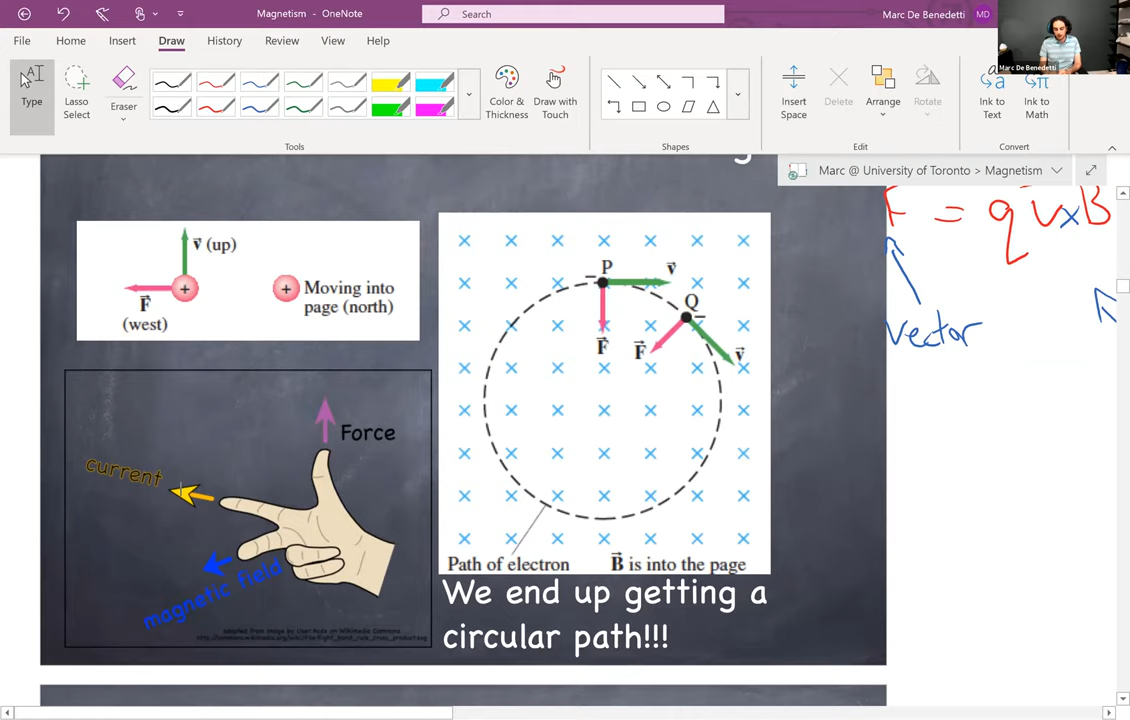 Magnetism - OneNote
Search
Marc De Benedetti
MD
Marc De Benedetti
File
Home
Insert
Draw
History
Review
View
Help
Type
Lasso
Select
Eraser
Color &
Thickness
Draw with
Touch
Insert
Space
Delete
Arrange
Rotate
Ink to
Text
Ink to
Math
Tools
Shapes
Edit
Convert
Marc @ University of Toronto > Magnetism
F = qv×B
vector
v (up)
F
(west)
Moving into
page (north)
P
v
Q
F
F
v
Path of electron
B is into the page
Force
current
magnetic field
We end up getting a
circular path!!!